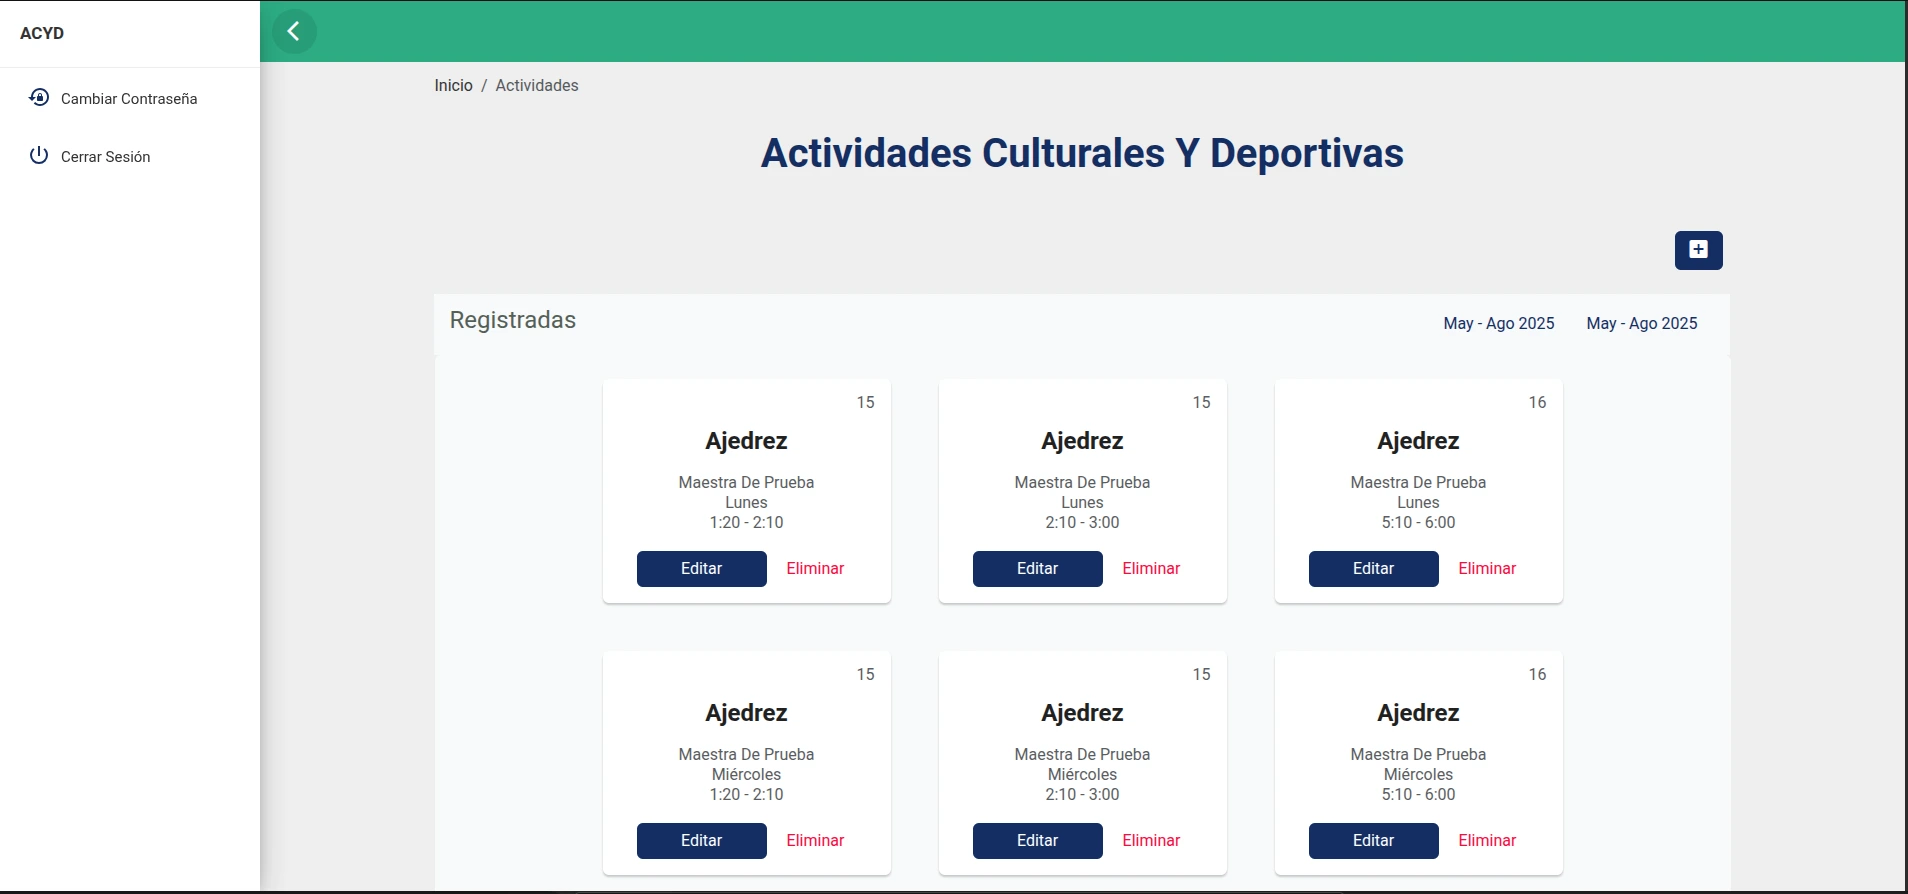 ACYD
Cambiar Contraseña
Cerrar Sesión
Inicio / Actividades
Actividades Culturales Y Deportivas
Registradas
May - Ago 2025
May - Ago 2025
15
Ajedrez
Maestra De Prueba
Lunes
1:20 - 2:10
Editar Eliminar
15
Ajedrez
Maestra De Prueba
Lunes
2:10 - 3:00
Editar Eliminar
16
Ajedrez
Maestra De Prueba
Lunes
5:10 - 6:00
Editar Eliminar
15
Ajedrez
Maestra De Prueba
Miércoles
1:20 - 2:10
Editar Eliminar
15
Ajedrez
Maestra De Prueba
Miércoles
2:10 - 3:00
Editar Eliminar
16
Ajedrez
Maestra De Prueba
Miércoles
5:10 - 6:00
Editar Eliminar